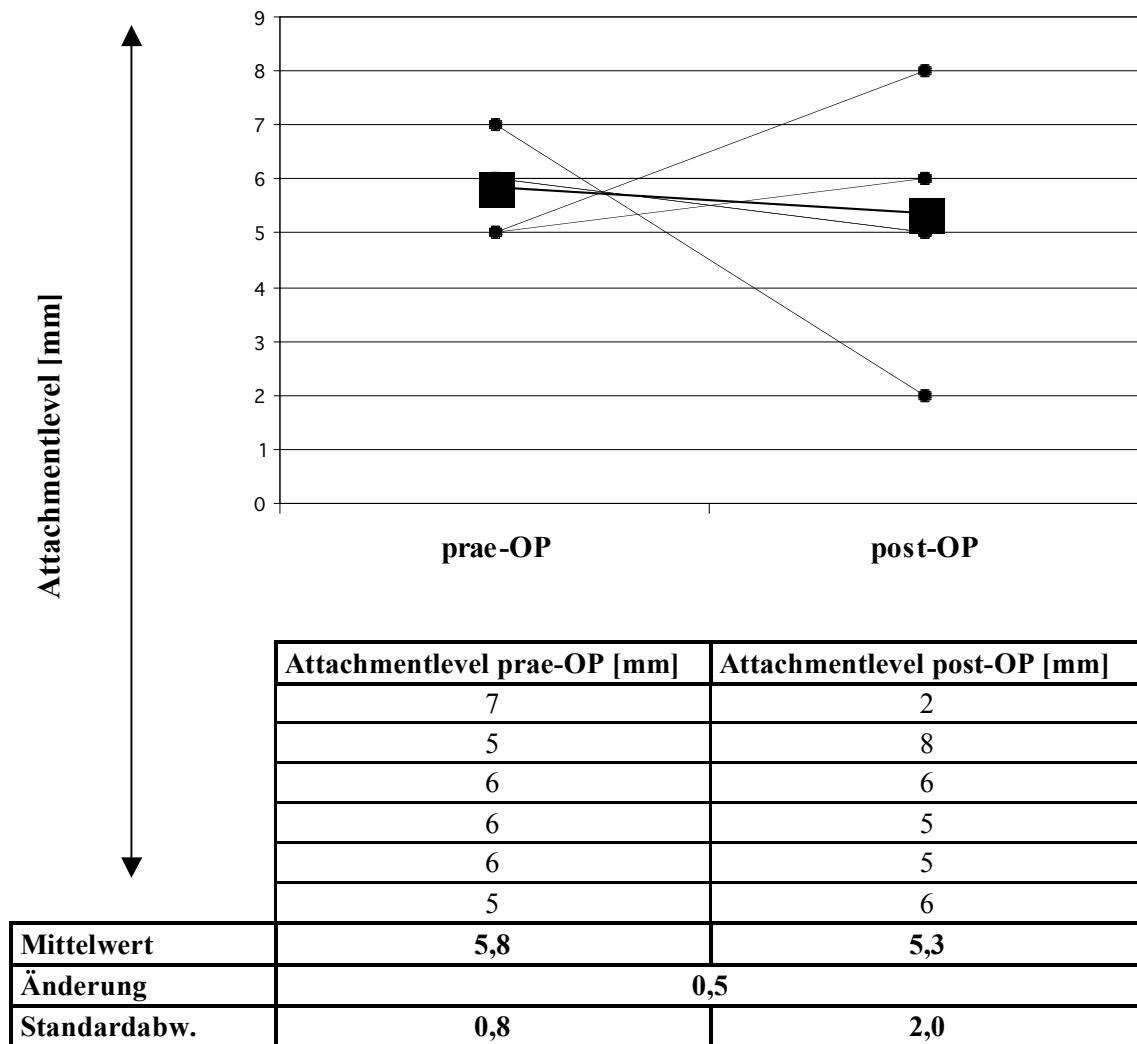 9
8
7
6
5
4
3
2
1
0
Attachmentlevel [mm]
prae-OP post-OP
Attachmentlevel prae-OP [mm] Attachmentlevel post-OP [mm]
7 2
5 8
6 6
6 5
6 5
5 6
Mittelwert 5,8 5,3
Änderung 0,5
Standardabw. 0,8 2,0